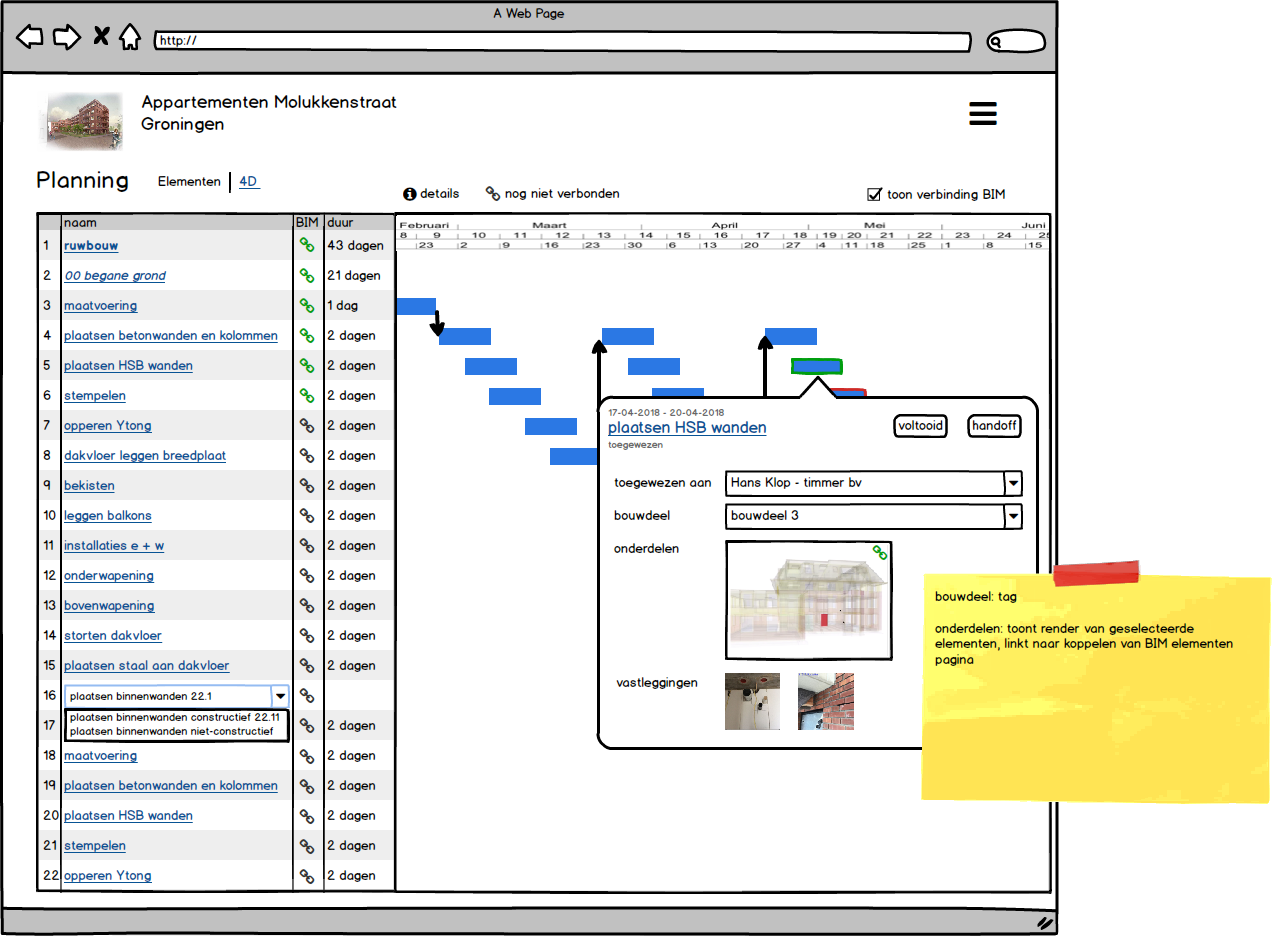 A Web Page
http://
Appartementen Molukkenstraat
Groningen
Planning
Elementen
4D
details
nog niet verbonden
toon verbinding BIM
naam BIM duur
1 ruwbouw 43 dagen
2 00 begane grond 21 dagen
3 maatvoering 1 dag
4 plaatsen betonwanden en kolommen 2 dagen
5 plaatsen HSB wanden 2 dagen
6 stempelen 2 dagen
7 opperen Ytong 2 dagen
8 dakvloer leggen breedplaat 2 dagen
9 bekisten 2 dagen
10 leggen balkons 2 dagen
11 installaties e + w 2 dagen
12 onderwapening 2 dagen
13 bovenwapening 2 dagen
14 storten dakvloer 2 dagen
15 plaatsen staal aan dakvloer 2 dagen
16 plaatsen binnenwanden 22.1
plaatsen binnenwanden constructief 22.11
17 2 dagen
plaatsen binnenwanden niet-constructief
18 maatvoering 2 dagen
19 plaatsen betonwanden en kolommen 2 dagen
20 plaatsen HSB wanden 2 dagen
21 stempelen 2 dagen
22 opperen Ytong 2 dagen
Februari Maart April Mei Juni
8 9 10 11 12 13 14 15 16 17 18 19 20 21 22 23 24 25
23 2 9 16 23 30 6 13 20 27 4 11 18 25 1 8 15
17-04-2018 - 20-04-2018
plaatsen HSB wanden
toegewezen
voltooid
handoff
toegewezen aan Hans Klop - timmer bv
bouwdeel bouwdeel 3
onderdelen
vastleggingen
bouwdeel: tag
onderdelen: toont render van geselecteerde
elementen, linkt naar koppelen van BIM elementen
pagina